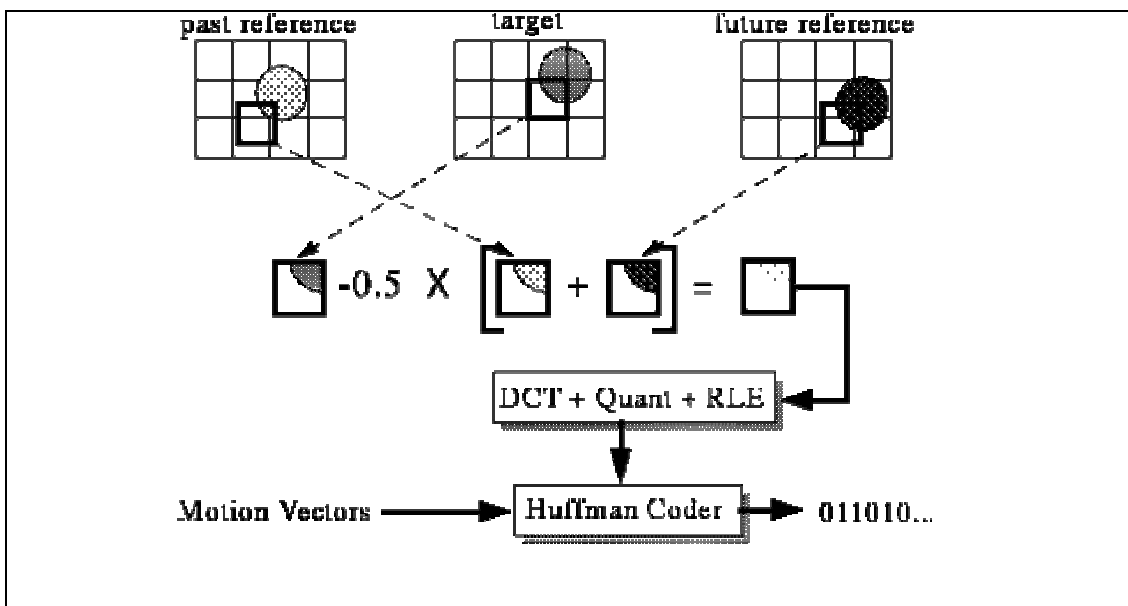 past reference target future reference
-0.5 X [ + ] =
DCT + Quant + RLE
Motion Vectors Huffman Coder 011010...